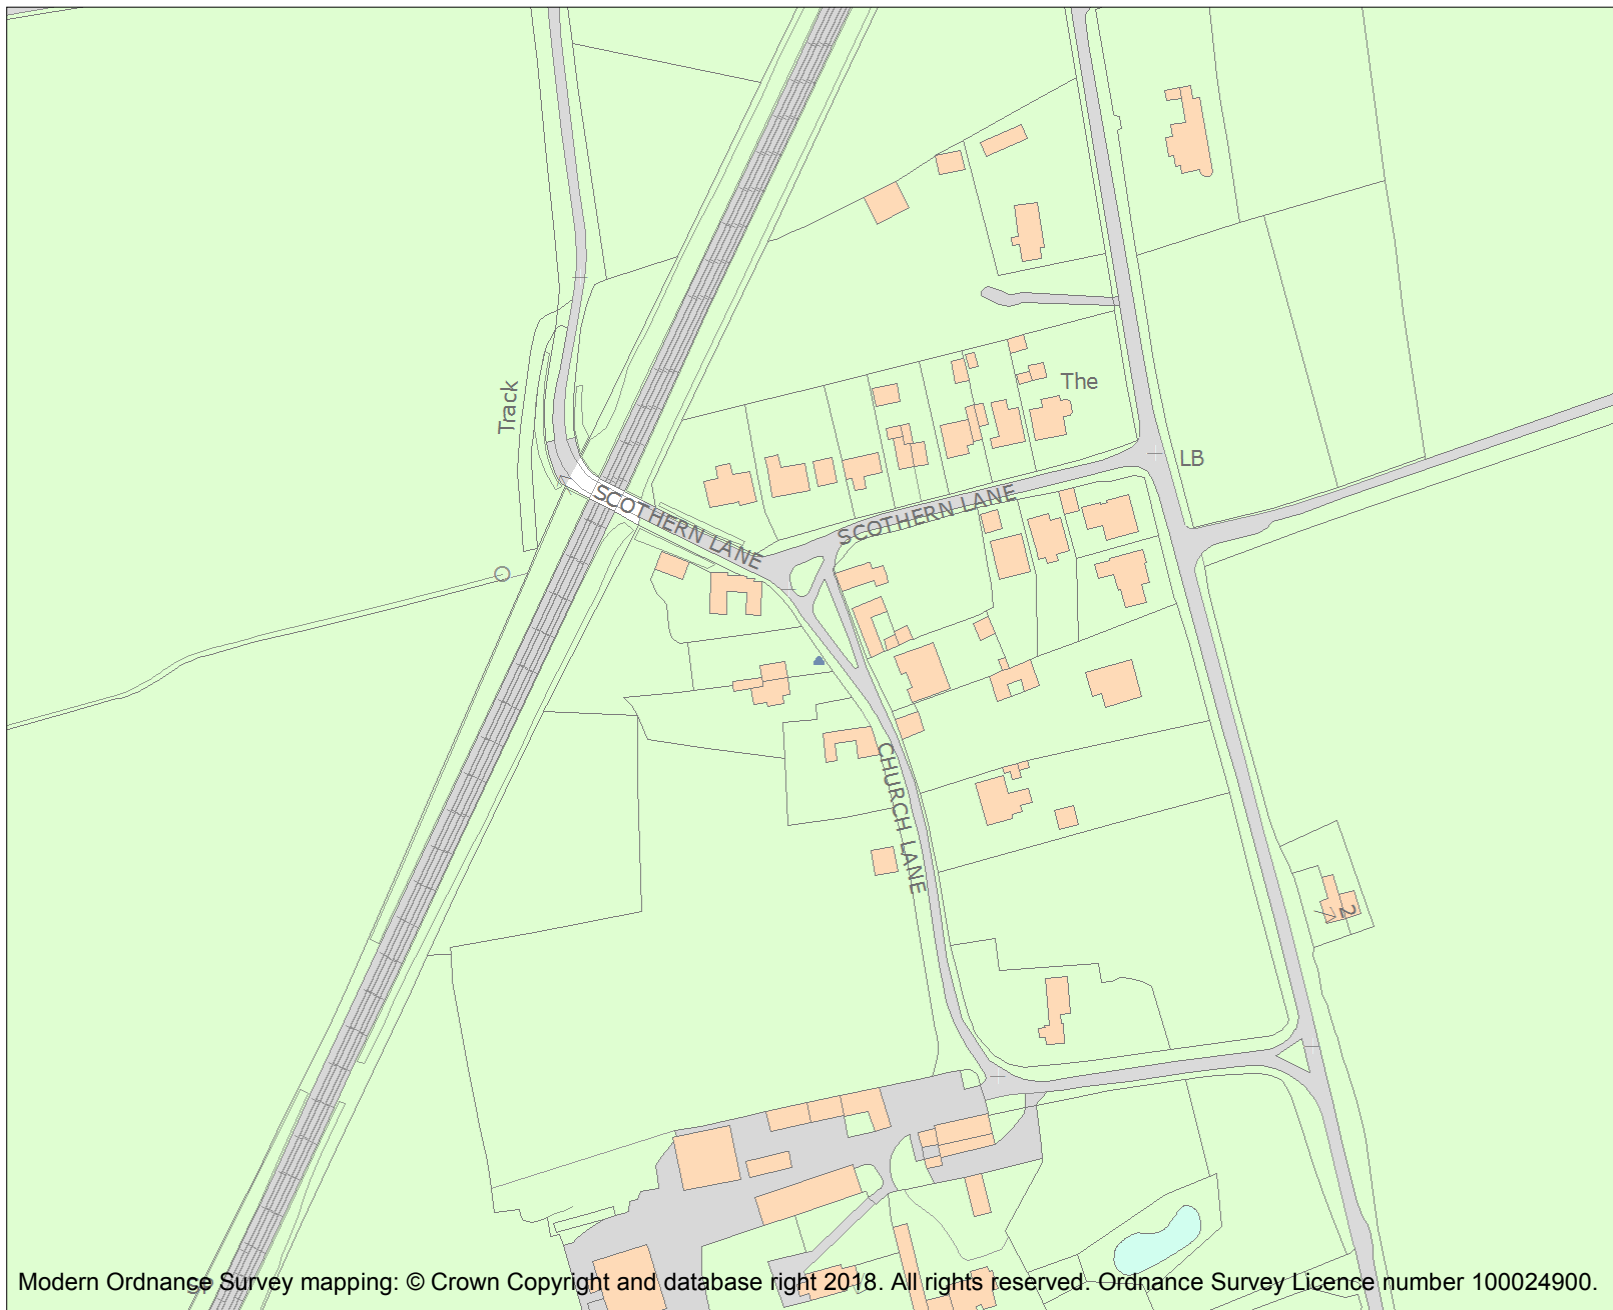 Track
The
LB
SCOTHERN LANE
SCOTHERN LANE
CHURCH LANE
2
Modern Ordnance Survey mapping: © Crown Copyright and database right 2018. All rights reserved. Ordnance Survey Licence number 100024900.